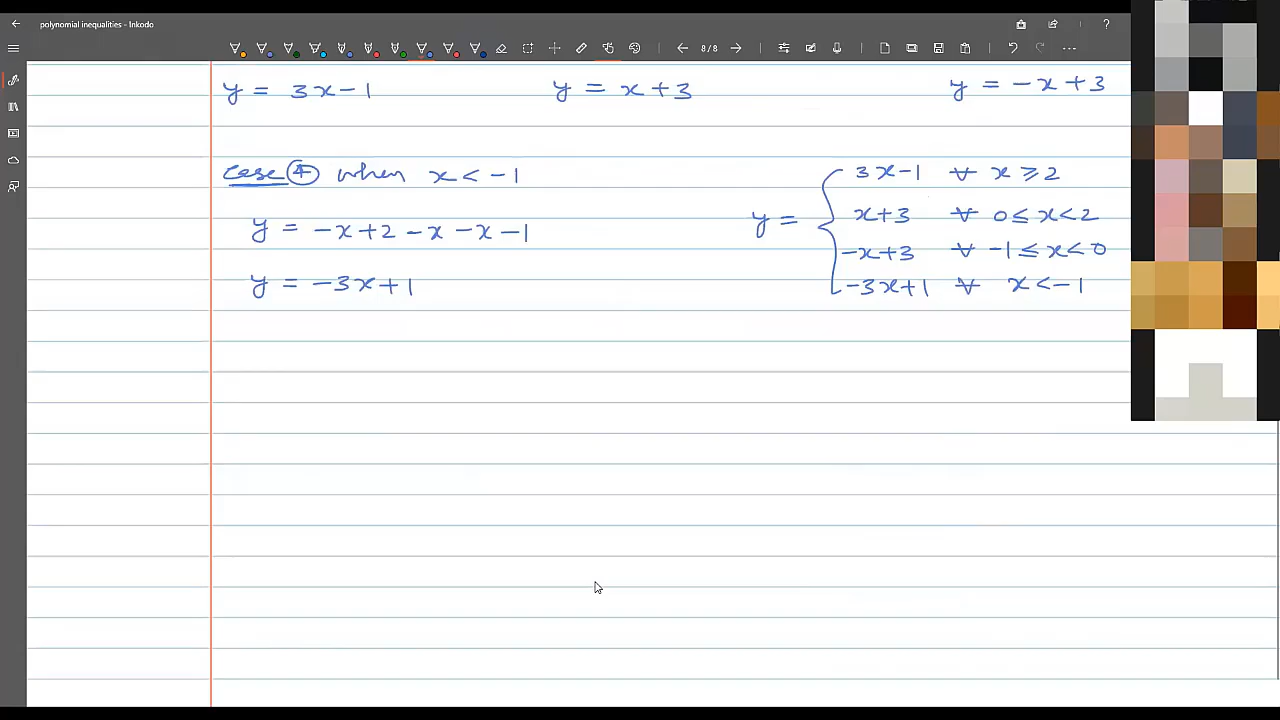 polynomial inequalities - Inkodo
8/8
?
y = 3x-1 y = x+3 y = -x+3
case ④ when x < -1
y = -x+2 -x -x -1
y = -3x+1
y = { 3x-1 ∀ x ≥ 2
x+3 ∀ 0 ≤ x < 2
-x+3 ∀ -1 ≤ x < 0
-3x+1 ∀ x < -1